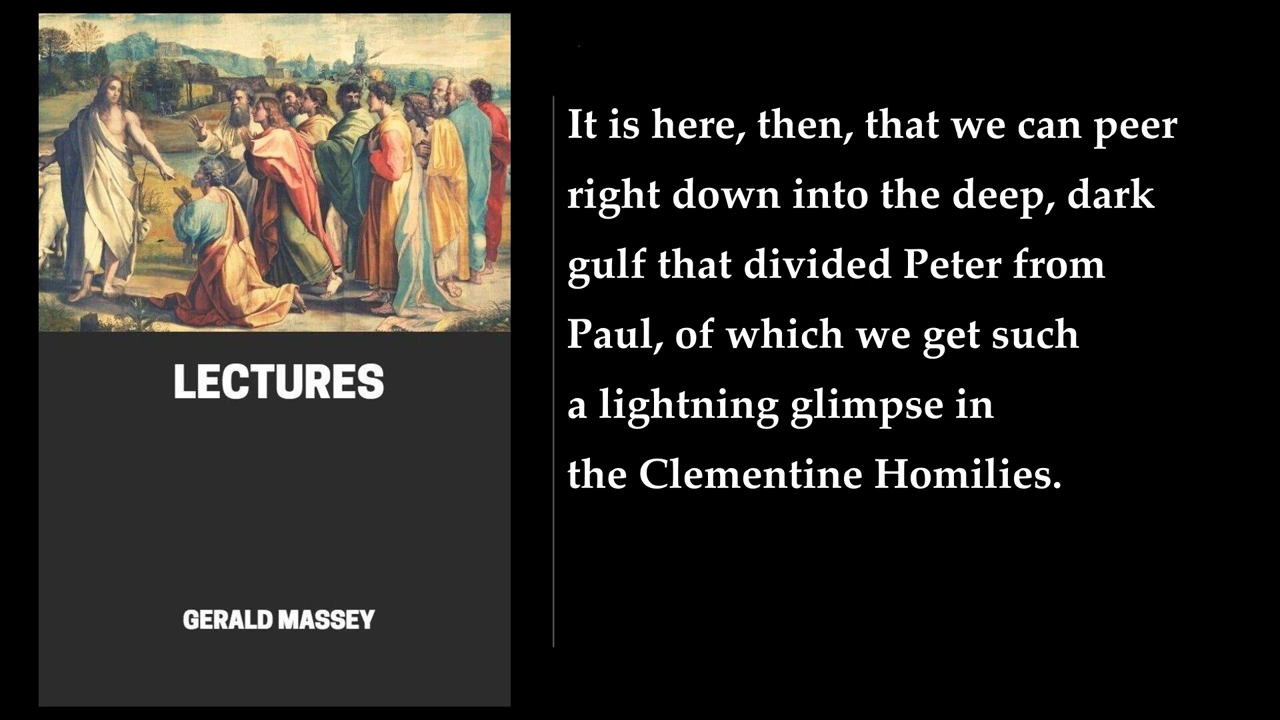 LECTURES
GERALD MASSEY
It is here, then, that we can peer
right down into the deep, dark
gulf that divided Peter from
Paul, of which we get such
a lightning glimpse in
the Clementine Homilies.